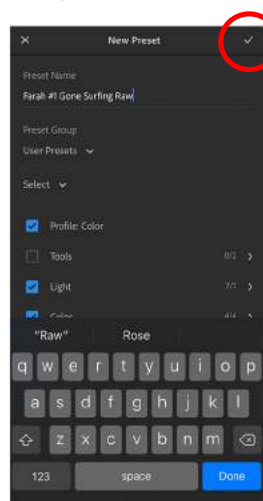 New Preset
Preset Name
Farah #1 Gone Surfing Raw
Preset Group
User Presets
Select
Profile: Color
Tools 0/2
Light 7/7
Color 4/4
"Raw" Rose
q w e r t y u i o p
a s d f g h j k l
z x c v b n m
123 space Done